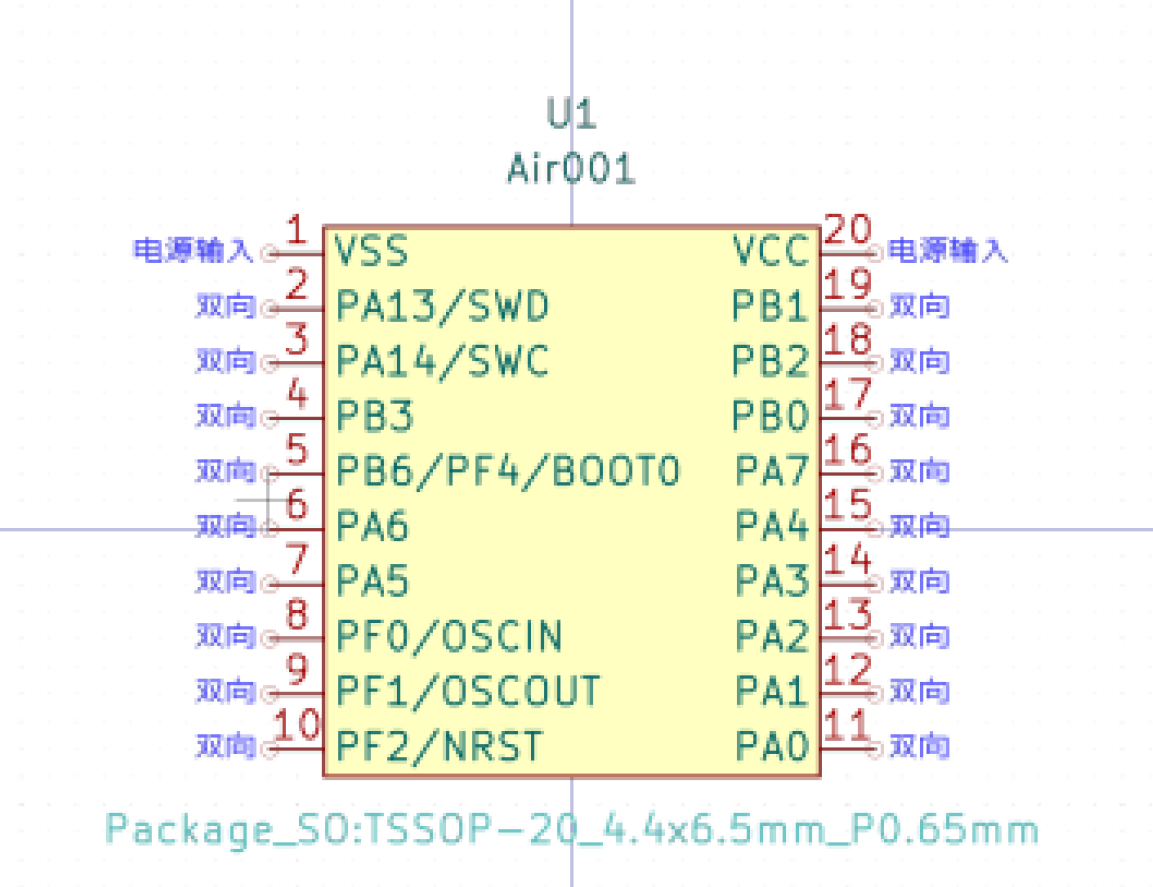 U1
Air001
电源输入 1 VSS VCC 20 电源输入
双向 2 PA13/SWD PB1 19 双向
双向 3 PA14/SWC PB2 18 双向
双向 4 PB3 PB0 17 双向
双向 5 PB6/PF4/BOOT0 PA7 16 双向
双向 6 PA6 PA4 15 双向
双向 7 PA5 PA3 14 双向
双向 8 PF0/OSCIN PA2 13 双向
双向 9 PF1/OSCOUT PA1 12 双向
双向 10 PF2/NRST PA0 11 双向
Package_SO:TSSOP-20_4.4x6.5mm_P0.65mm